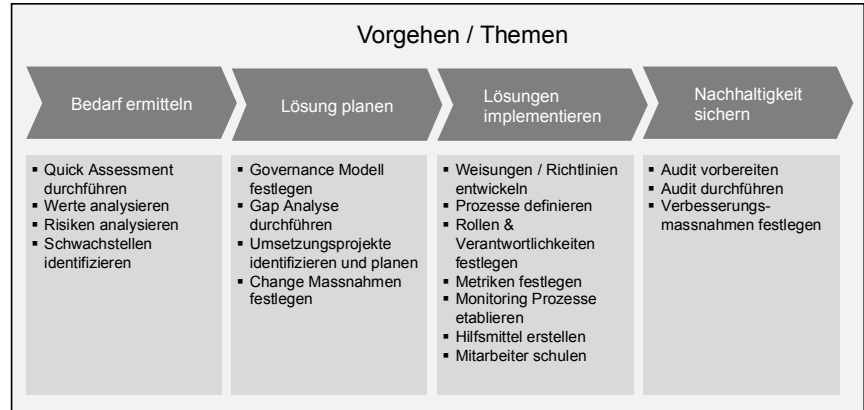 Vorgehen / Themen
Bedarf ermitteln
Lösung planen
Lösungen
implementieren
Nachhaltigkeit
sichern
▪ Quick Assessment
durchführen
▪ Werte analysieren
▪ Risiken analysieren
▪ Schwachstellen
identifizieren
▪ Governance Modell
festlegen
▪ Gap Analyse
durchführen
▪ Umsetzungsprojekte
identifizieren und planen
▪ Change Massnahmen
festlegen
▪ Weisungen / Richtlinien
entwickeln
▪ Prozesse definieren
▪ Rollen &
Verantwortlichkeiten
festlegen
▪ Metriken festlegen
▪ Monitoring Prozesse
etablieren
▪ Hilfsmittel erstellen
▪ Mitarbeiter schulen
▪ Audit vorbereiten
▪ Audit durchführen
▪ Verbesserungs-
massnahmen festlegen